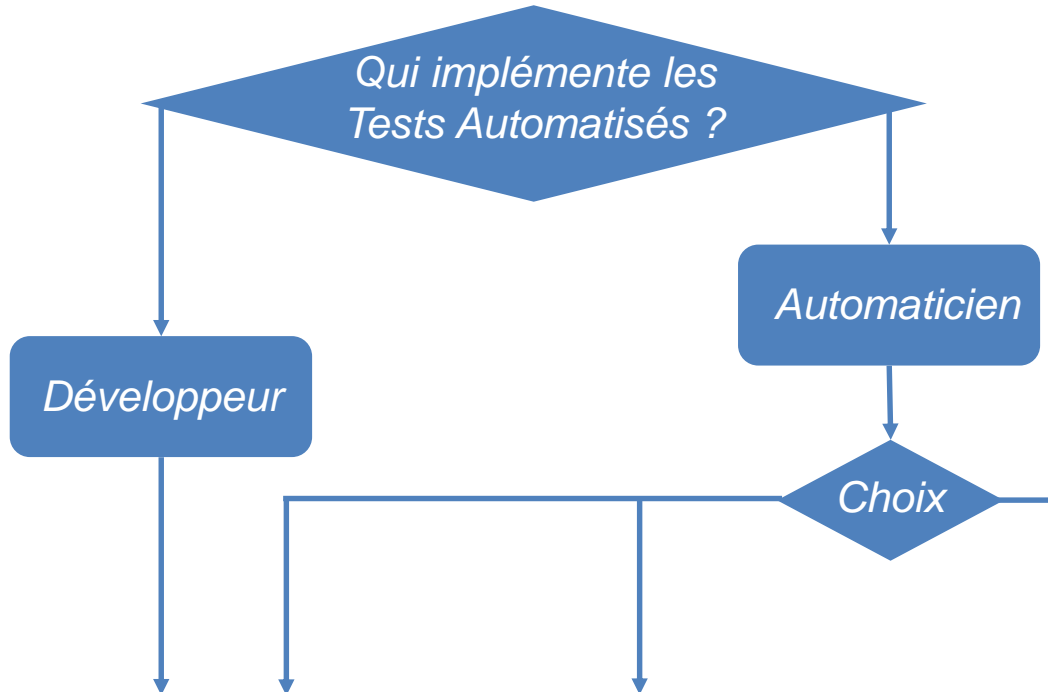 Qui implémente les
Tests Automatisés ?
Automaticien
Développeur
Choix